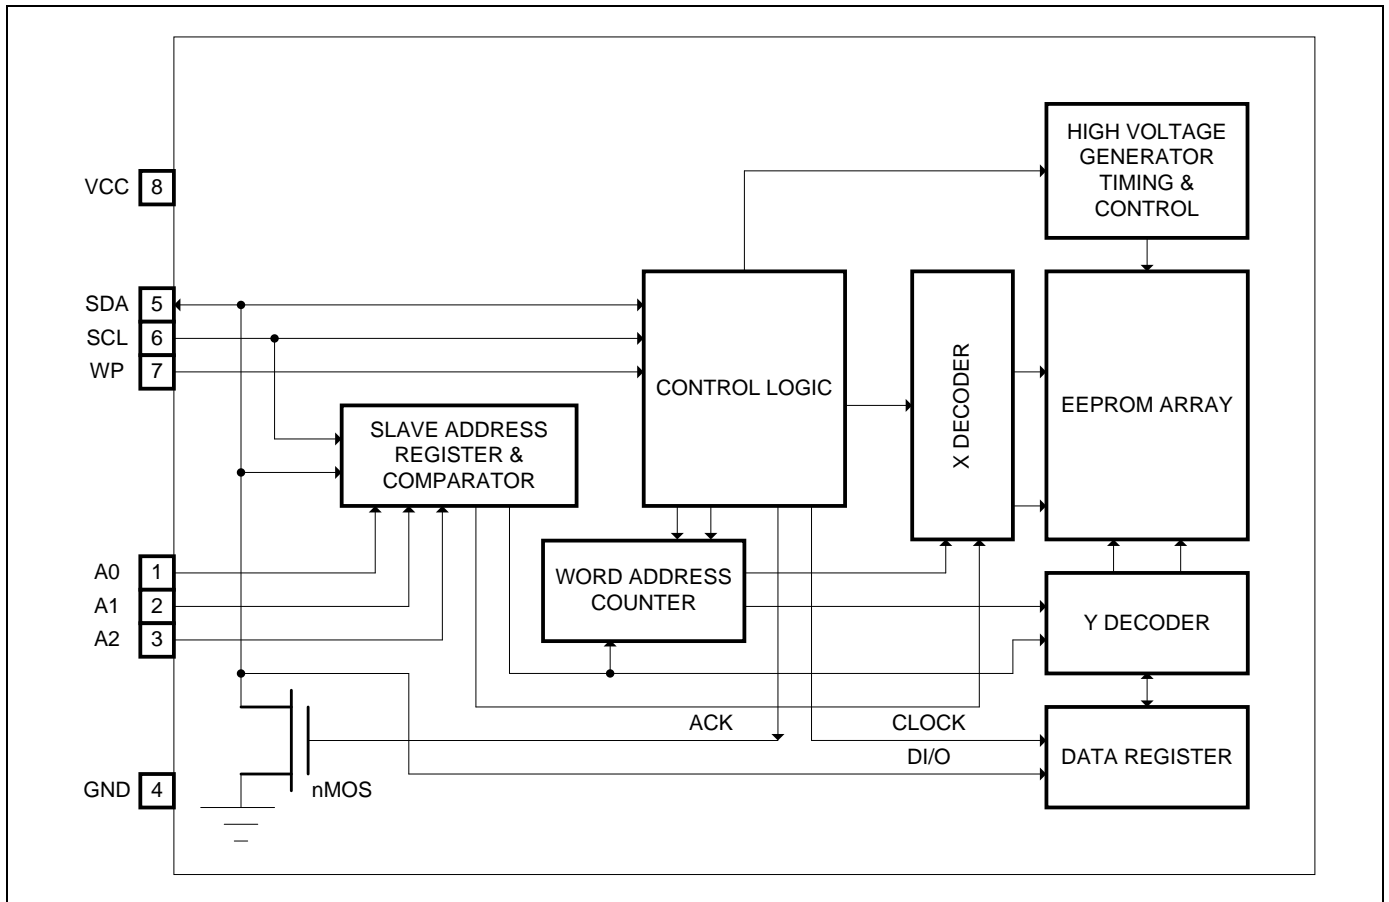 HIGH VOLTAGE
GENERATOR
TIMING &
CONTROL
VCC 8
SDA 5
SCL 6
WP 7
CONTROL LOGIC
X DECODER
EEPROM ARRAY
SLAVE ADDRESS
REGISTER &
COMPARATOR
A0 1
A1 2
A2 3
WORD ADDRESS
COUNTER
Y DECODER
ACK
CLOCK
DI/O
DATA REGISTER
GND 4
nMOS